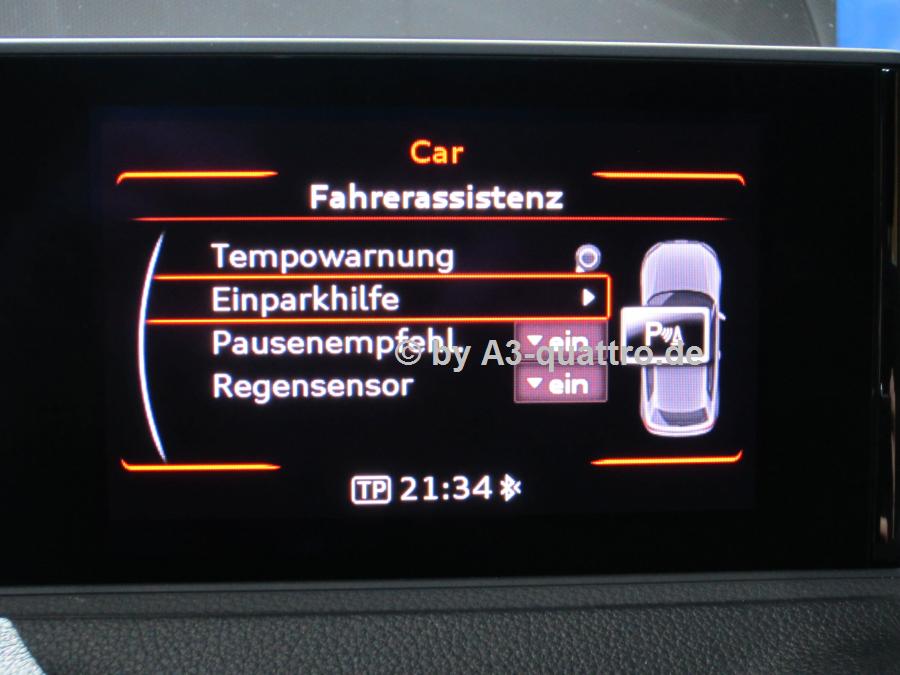 Car
Fahrerassistenz
Tempowarnung
Einparkhilfe
Pausenempfehl. ein
© by A3-quattro.de
Regensensor ein
P
TP 21:34